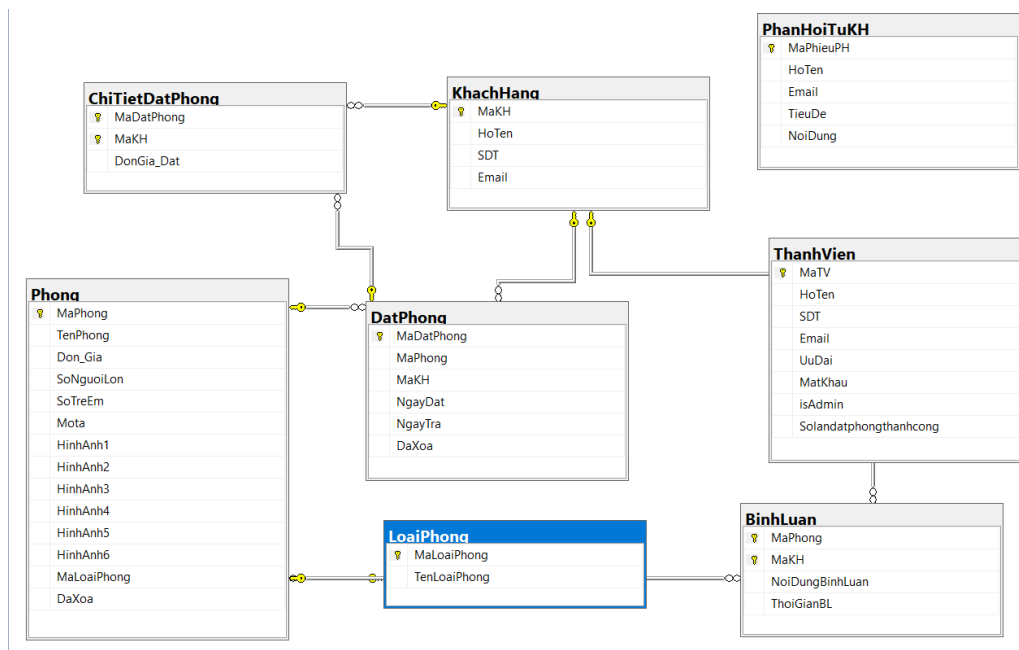 PhanHoiTuKH
MaPhieuPH
HoTen
Email
TieuDe
NoiDung
ChiTietDatPhong
MaDatPhong
MaKH
DonGia_Dat
KhachHang
MaKH
HoTen
SDT
Email
ThanhVien
MaTV
HoTen
SDT
Email
UuDai
MatKhau
isAdmin
Solandatphongthanhcong
Phong
MaPhong
TenPhong
Don_Gia
SoNguoiLon
SoTreEm
Mota
HinhAnh1
HinhAnh2
HinhAnh3
HinhAnh4
HinhAnh5
HinhAnh6
MaLoaiPhong
DaXoa
DatPhong
MaDatPhong
MaPhong
MaKH
NgayDat
NgayTra
DaXoa
LoaiPhong
MaLoaiPhong
TenLoaiPhong
BinhLuan
MaPhong
MaKH
NoiDungBinhLuan
ThoiGianBL